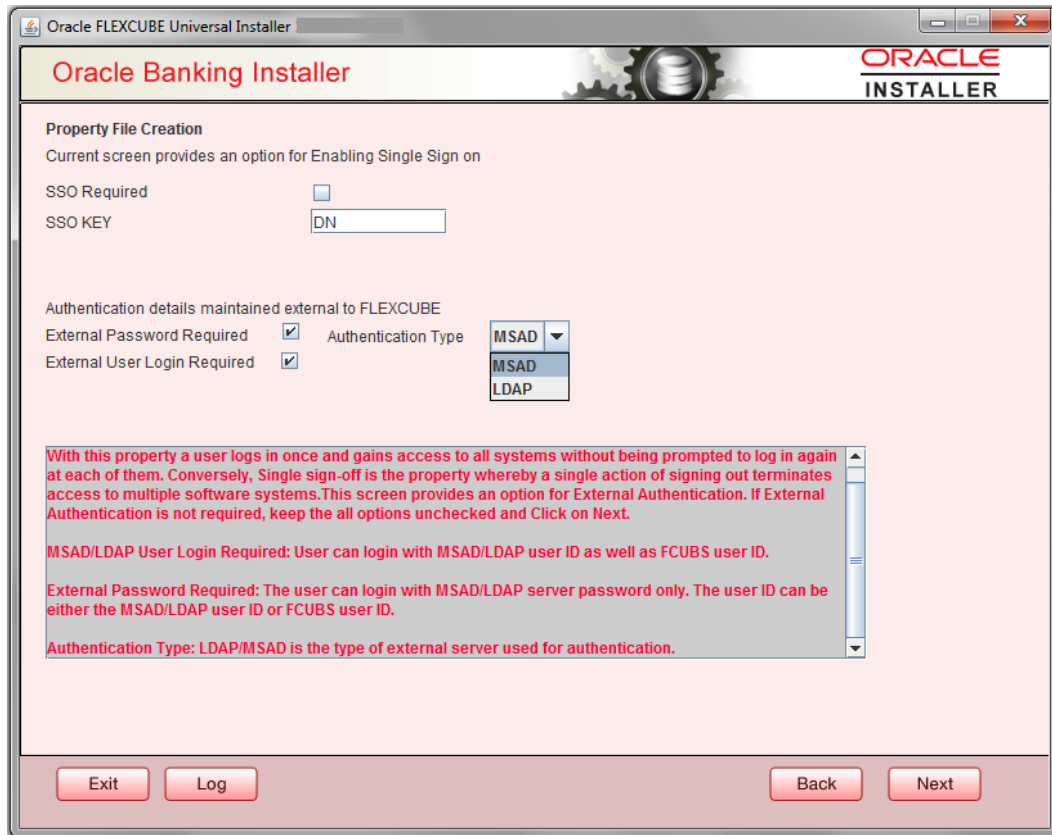 Oracle FLEXCUBE Universal Installer
Oracle Banking Installer
ORACLE
INSTALLER
Property File Creation
Current screen provides an option for Enabling Single Sign on
SSO Required
SSO KEY
DN
Authentication details maintained external to FLEXCUBE
External Password Required
Authentication Type
MSAD
External User Login Required
MSAD
LDAP
With this property a user logs in once and gains access to all systems without being prompted to log in again
at each of them. Conversely, Single sign-off is the property whereby a single action of signing out terminates
access to multiple software systems.This screen provides an option for External Authentication. If External
Authentication is not required, keep the all options unchecked and Click on Next.
MSAD/LDAP User Login Required: User can login with MSAD/LDAP user ID as well as FCUBS user ID.
External Password Required: The user can login with MSAD/LDAP server password only. The user ID can be
either the MSAD/LDAP user ID or FCUBS user ID.
Authentication Type: LDAP/MSAD is the type of external server used for authentication.
Exit
Log
Back
Next